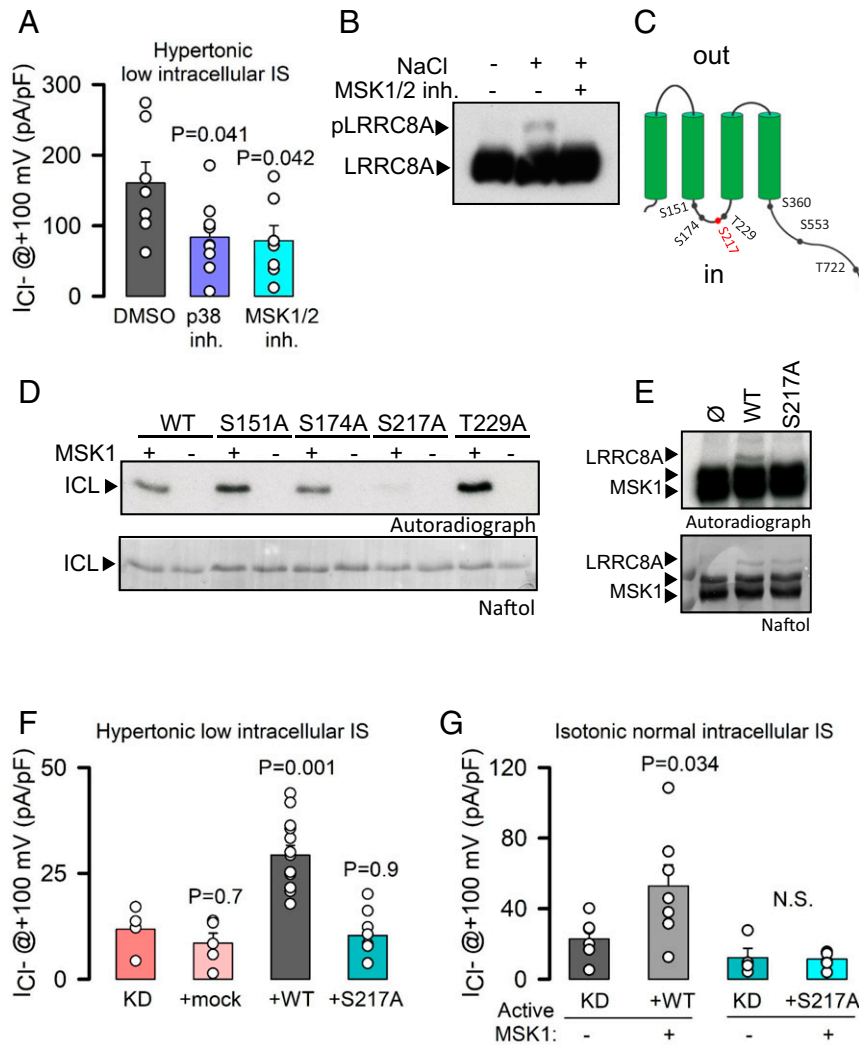 A
Hypertonic
low intracellular IS
ICl- @+100 mV (pA/pF)
300
200
100
0
P=0.041
P=0.042
DMSO p38 inh. MSK1/2 inh.
B
NaCl - + +
MSK1/2 inh. - - +
pLRRC8A
LRRC8A
C
out
S151
S174
S217
T229
S360
S553
T722
in
D
WT S151A S174A S217A T229A
MSK1 + - + - + - + - + -
ICL
Autoradiograph
ICL
Naftol
E
Ø WT S217A
LRRC8A
MSK1
Autoradiograph
LRRC8A
MSK1
Naftol
F
Hypertonic low intracellular IS
ICl- @+100 mV (pA/pF)
50
25
0
P=0.7
P=0.001
P=0.9
KD +mock +WT +S217A
G
Isotonic normal intracellular IS
ICl- @+100 mV (pA/pF)
120
80
40
0
P=0.034
N.S.
KD +WT KD +S217A
Active
MSK1: - + - +